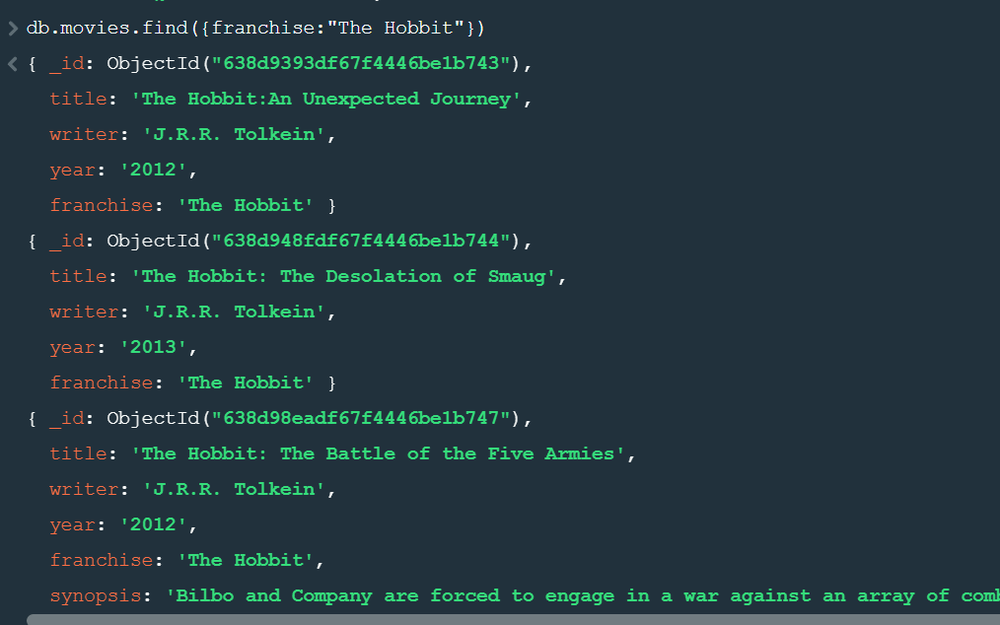 db.movies.find({franchise:"The Hobbit"})
{ _id: ObjectId("638d9393df67f4446be1b743"),
title: 'The Hobbit:An Unexpected Journey',
writer: 'J.R.R. Tolkein',
year: '2012',
franchise: 'The Hobbit' }
{ _id: ObjectId("638d948fdf67f4446be1b744"),
title: 'The Hobbit: The Desolation of Smaug',
writer: 'J.R.R. Tolkein',
year: '2013',
franchise: 'The Hobbit' }
{ _id: ObjectId("638d98eadf67f4446be1b747"),
title: 'The Hobbit: The Battle of the Five Armies',
writer: 'J.R.R. Tolkein',
year: '2012',
franchise: 'The Hobbit',
synopsis: 'Bilbo and Company are forced to engage in a war against an array of